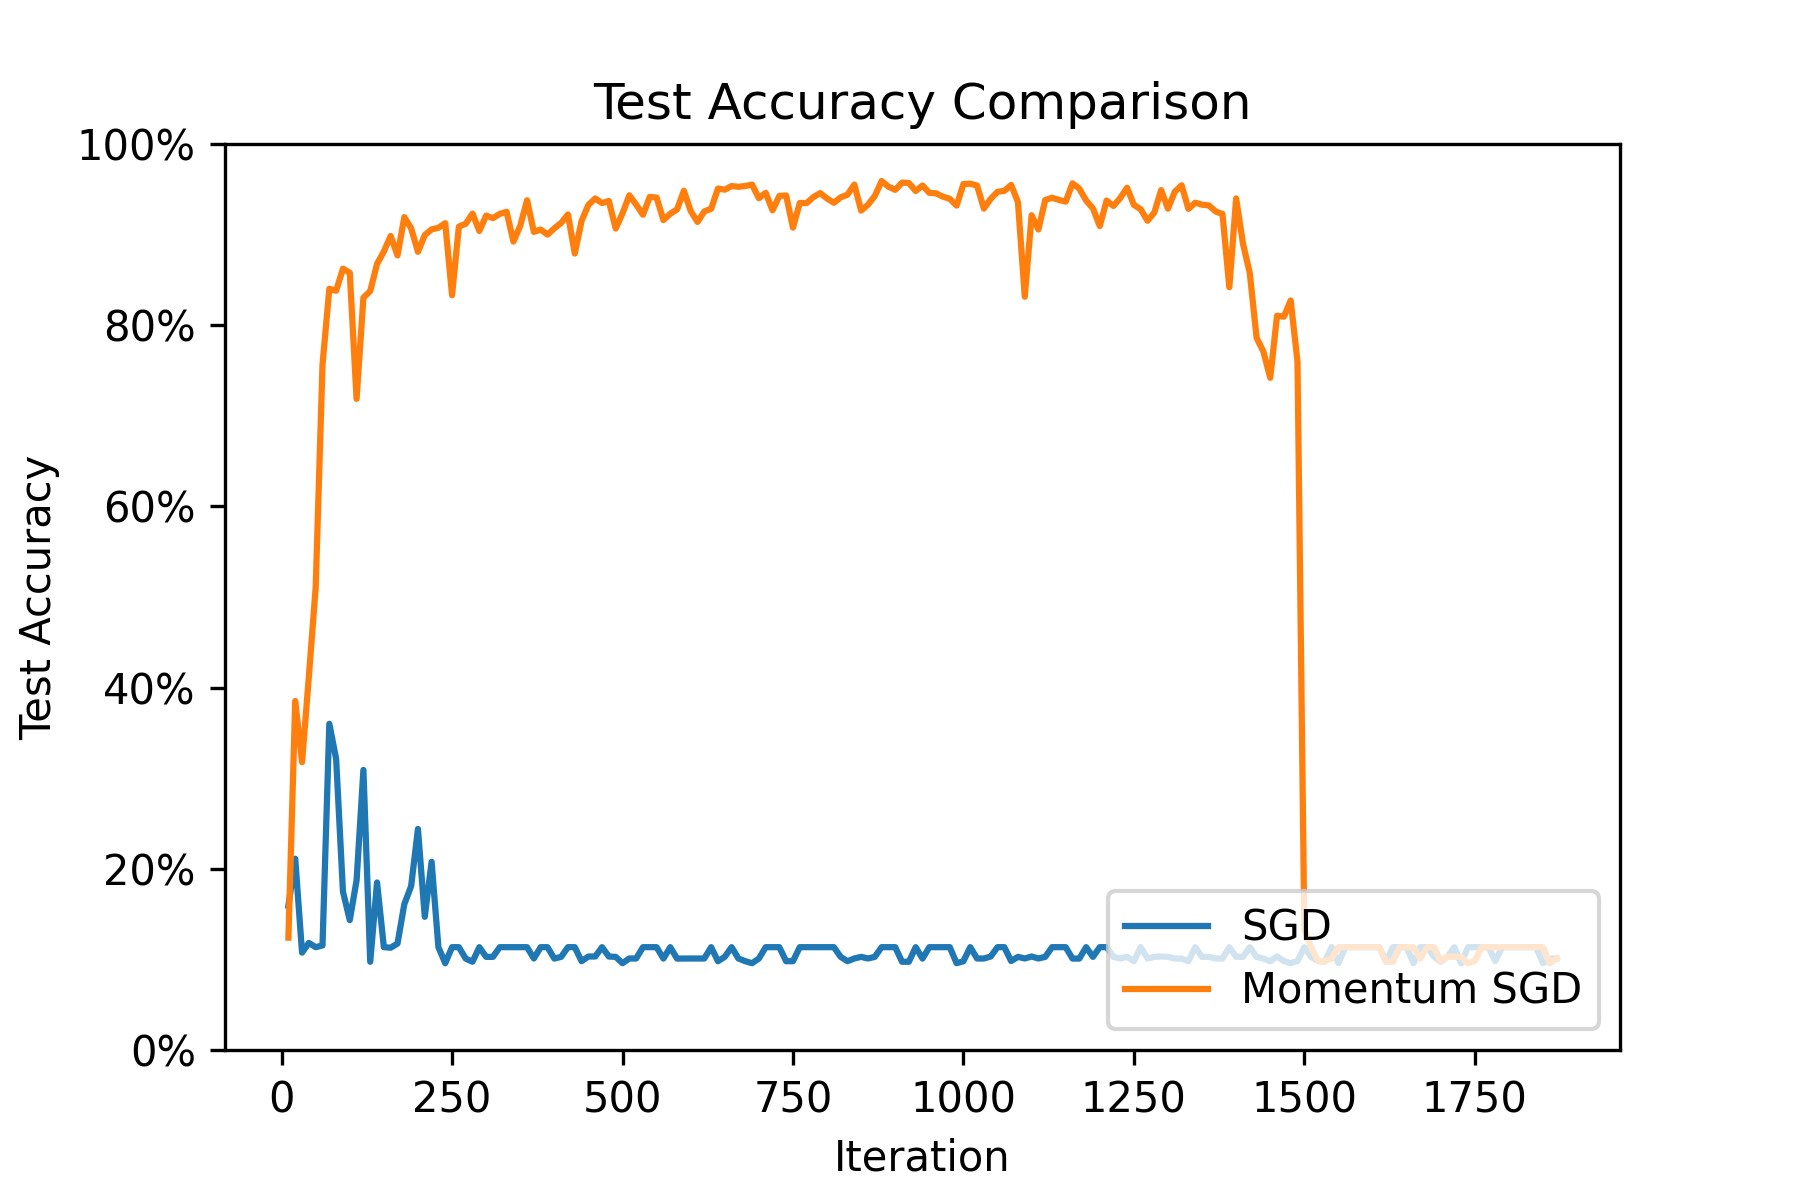 Test Accuracy Comparison
100%
80%
60%
40%
20%
0%
Test Accuracy
SGD
Momentum SGD
0 250 500 750 1000 1250 1500 1750
Iteration